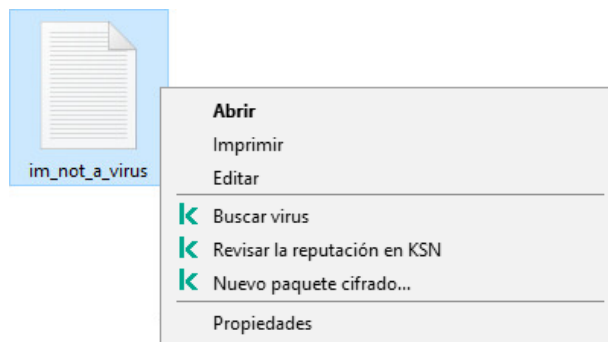 im_not_a_virus
Abrir
Imprimir
Editar
Buscar virus
Revisar la reputación en KSN
Nuevo paquete cifrado...
Propiedades